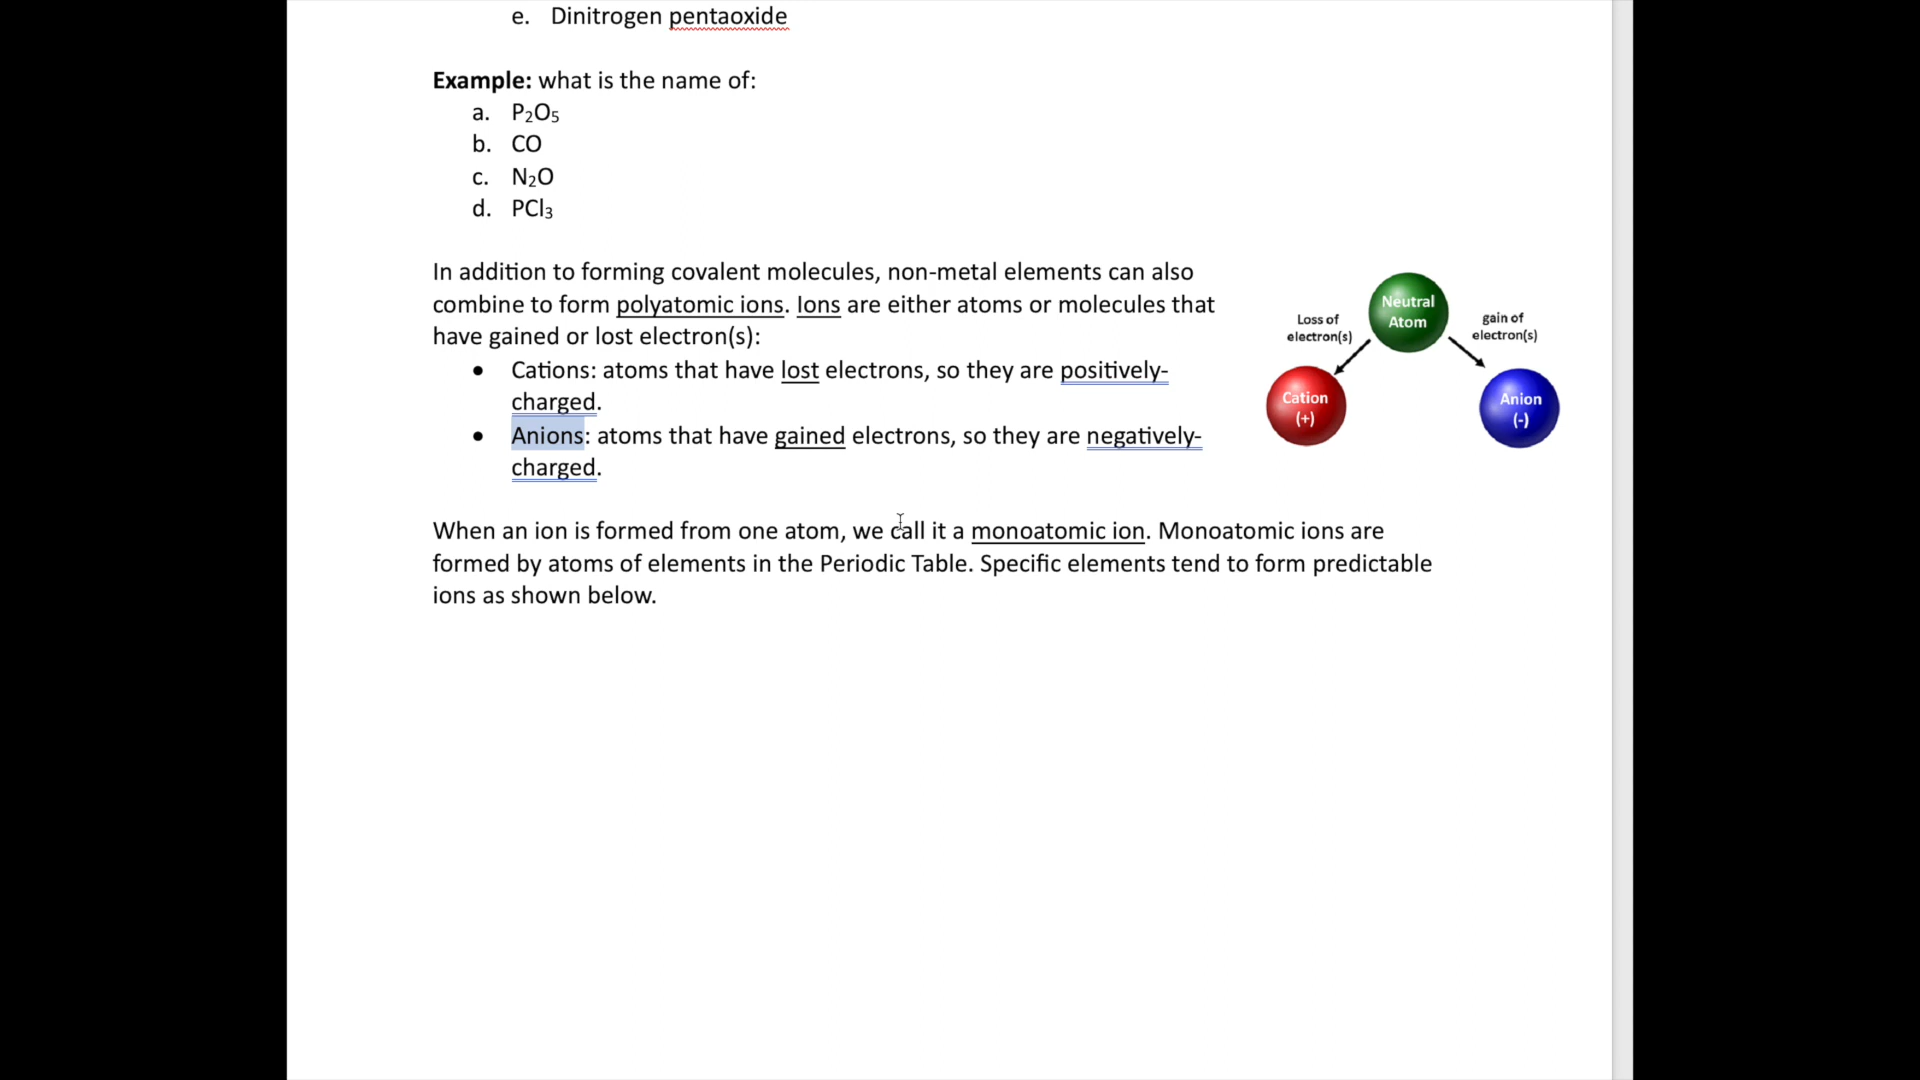 e. Dinitrogen pentaoxide
Example: what is the name of:
a. P₂O₅
b. CO
c. N₂O
d. PCl₃
In addition to forming covalent molecules, non-metal elements can also
combine to form polyatomic ions. Ions are either atoms or molecules that
have gained or lost electron(s):
• Cations: atoms that have lost electrons, so they are positively-
charged.
• Anions: atoms that have gained electrons, so they are negatively-
charged.
Neutral
Atom
Loss of
electron(s)
gain of
electron(s)
Cation
(+)
Anion
(-)
When an ion is formed from one atom, we call it a monoatomic ion. Monoatomic ions are
formed by atoms of elements in the Periodic Table. Specific elements tend to form predictable
ions as shown below.